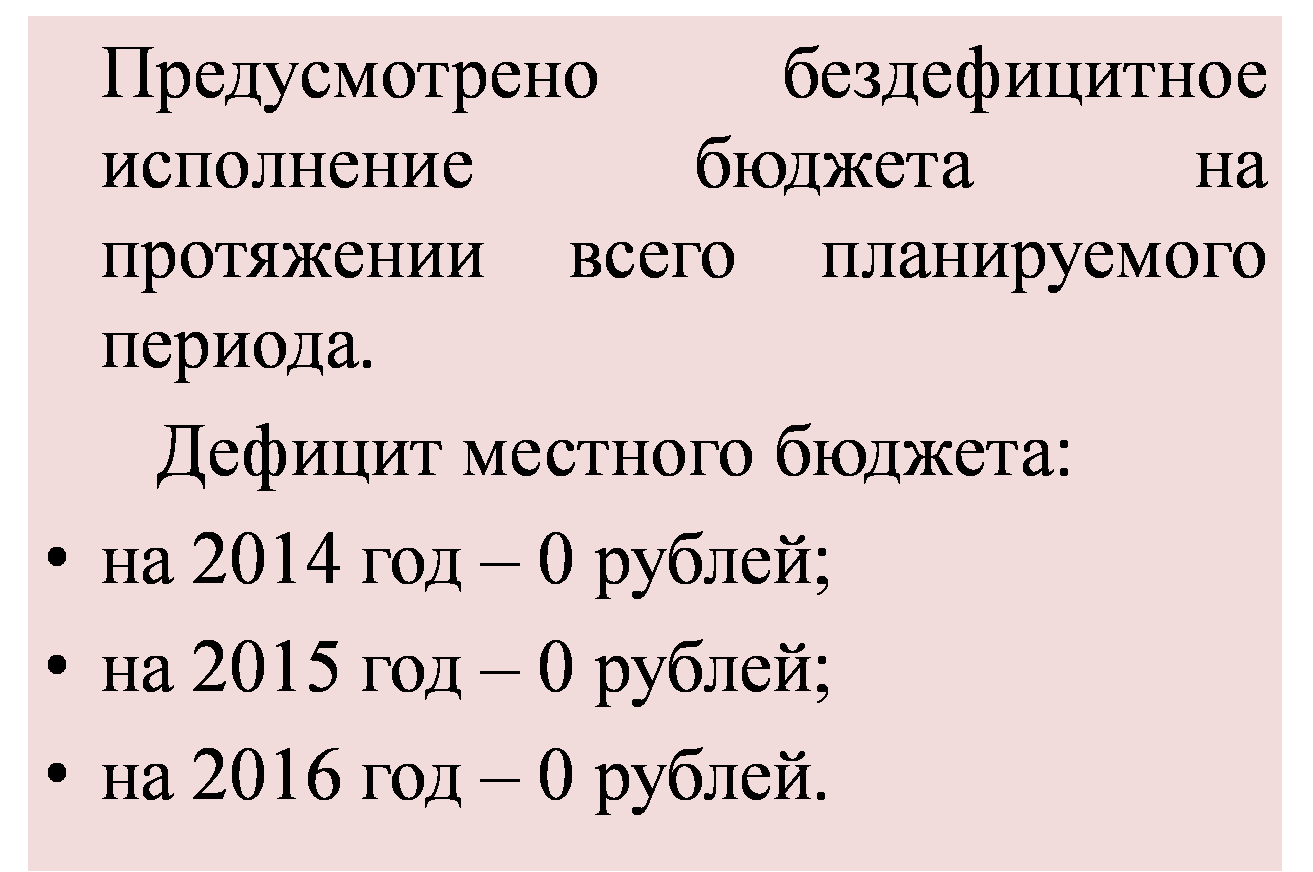 Предусмотрено бездефицитное
исполнение бюджета на
протяжении всего планируемого
периода.
Дефицит местного бюджета:
• на 2014 год – 0 рублей;
• на 2015 год – 0 рублей;
• на 2016 год – 0 рублей.